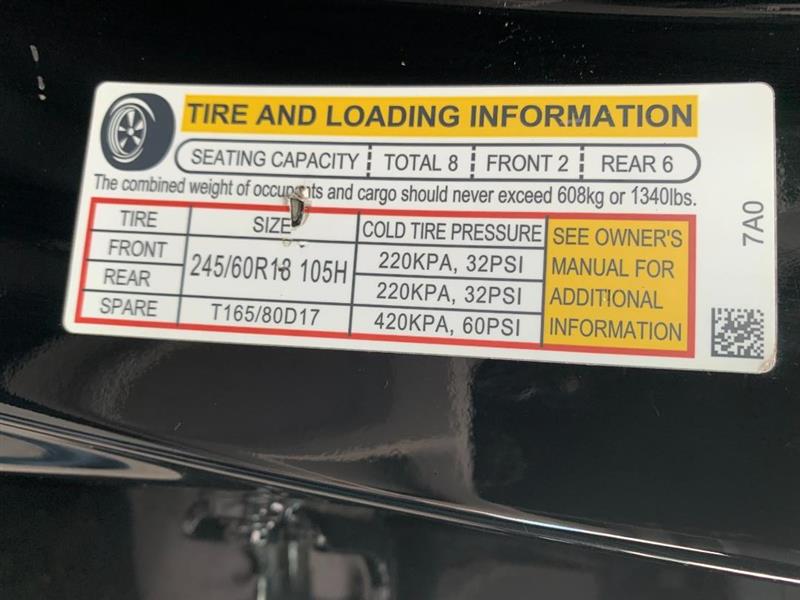 TIRE AND LOADING INFORMATION
SEATING CAPACITY TOTAL 8 FRONT 2 REAR 6
The combined weight of occupants and cargo should never exceed 608kg or 1340lbs.
TIRE SIZE COLD TIRE PRESSURE
FRONT 245/60R18 105H 220KPA, 32PSI
REAR 220KPA, 32PSI
SPARE T165/80D17 420KPA, 60PSI
SEE OWNER'S
MANUAL FOR
ADDITIONAL
INFORMATION
7A0